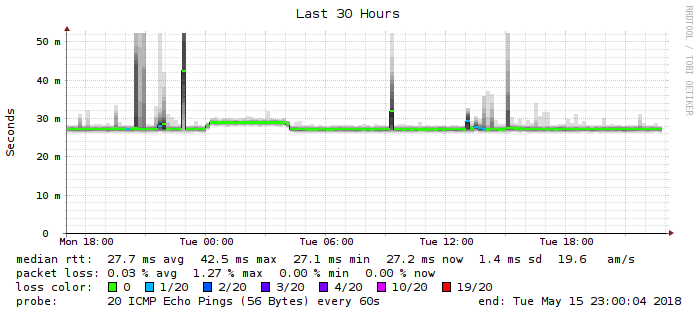 Last 30 Hours
RRDTOOL / TOBI OETIKER
Seconds
50 m
40 m
30 m
20 m
10 m
0
Mon 18:00 Tue 00:00 Tue 06:00 Tue 12:00 Tue 18:00
median rtt: 27.7 ms avg 42.5 ms max 27.1 ms min 27.2 ms now 1.4 ms sd 19.6 am/s
packet loss: 0.03 % avg 1.27 % max 0.00 % min 0.00 % now
loss color: 0 1/20 2/20 3/20 4/20 10/20 19/20
probe: 20 ICMP Echo Pings (56 Bytes) every 60s end: Tue May 15 23:00:04 2018